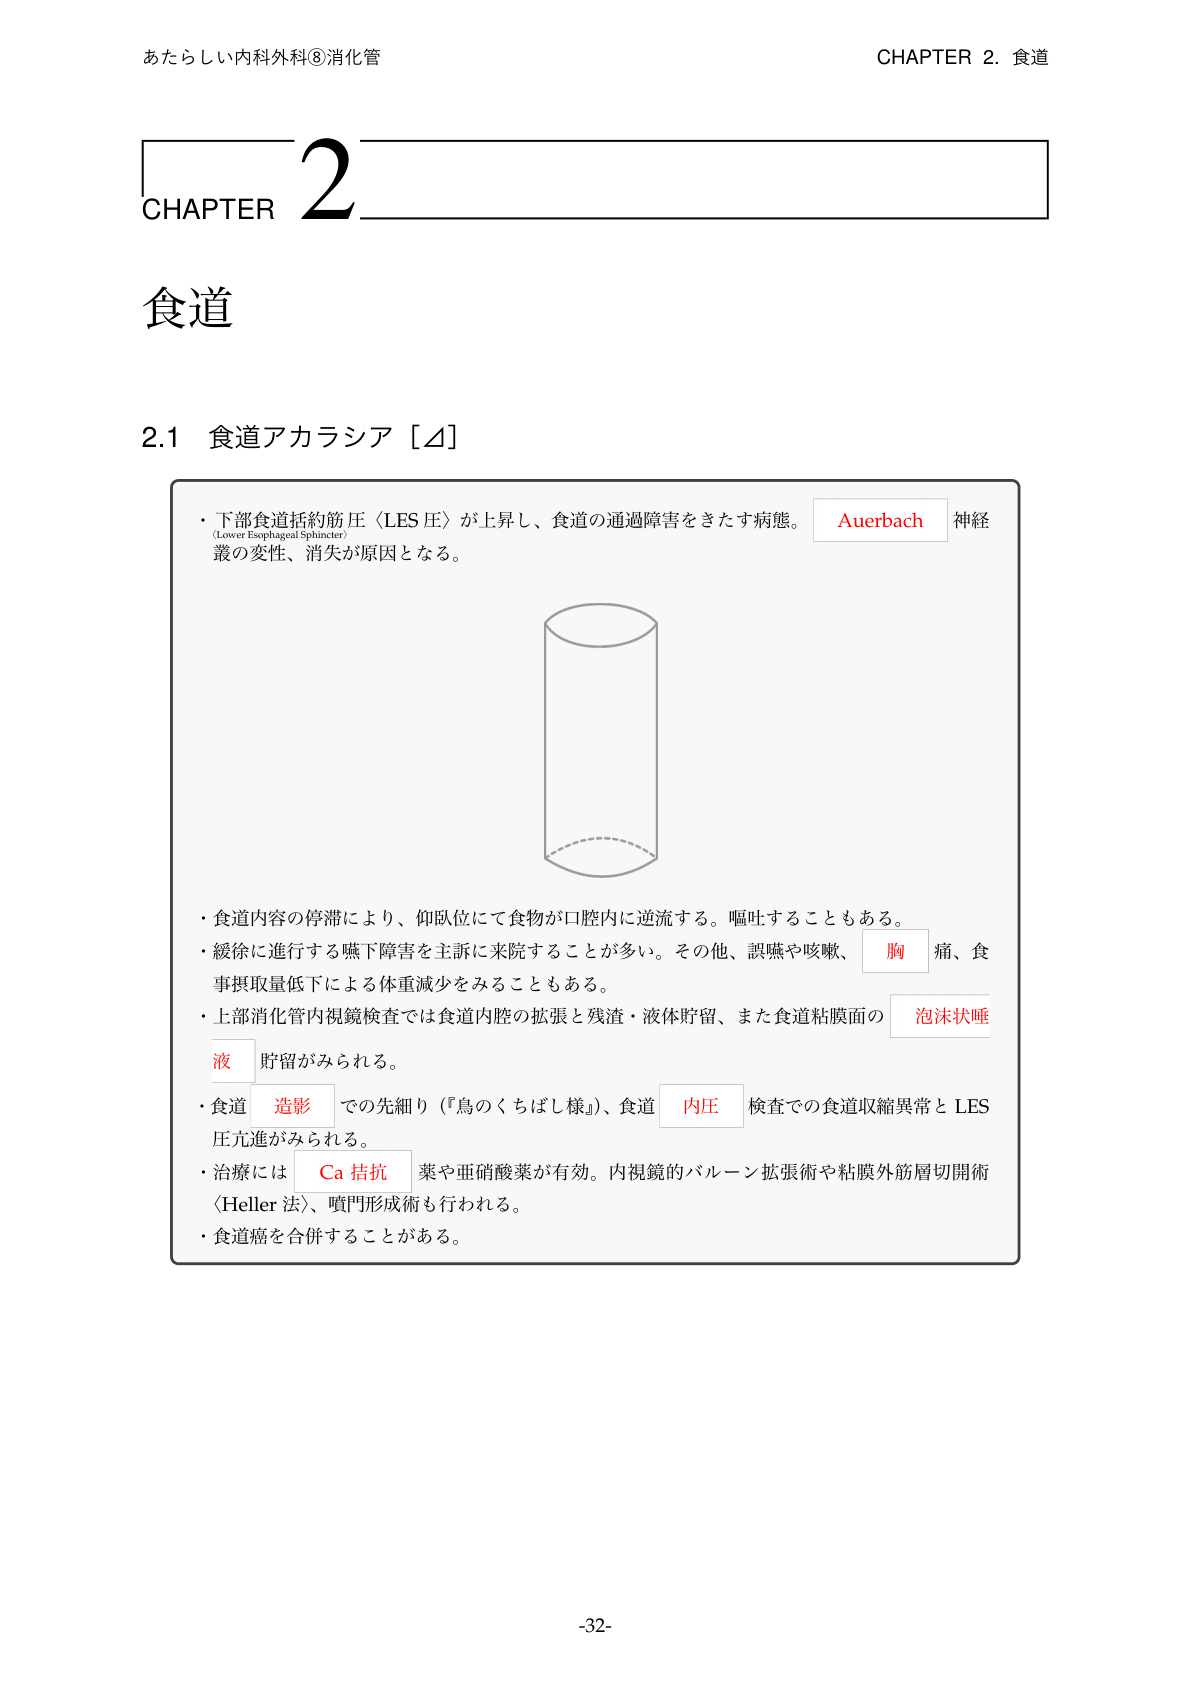 あたらしい内科外科⑧消化管 CHAPTER 2. 食道
CHAPTER 2
食道
2.1 食道アカラシア［⊿］
・下部食道括約筋圧〈LES 圧〉が上昇し、食道の通過障害をきたす病態。 Auerbach 神経
〈Lower Esophageal Sphincter〉
叢の変性、消失が原因となる。
・食道内容の停滞により、仰臥位にて食物が口腔内に逆流する。嘔吐することもある。
・緩徐に進行する嚥下障害を主訴に来院することが多い。その他、誤嚥や咳嗽、 胸 痛、食
事摂取量低下による体重減少をみることもある。
・上部消化管内視鏡検査では食道内腔の拡張と残渣・液体貯留、また食道粘膜面の 泡沫状唾
液 貯留がみられる。
・食道 造影 での先細り（『鳥のくちばし様』）、食道 内圧 検査での食道収縮異常と LES
圧亢進がみられる。
・治療には Ca 拮抗 薬や亜硝酸薬が有効。内視鏡的バルーン拡張術や粘膜外筋層切開術
〈Heller 法〉、噴門形成術も行われる。
・食道癌を合併することがある。
-32-